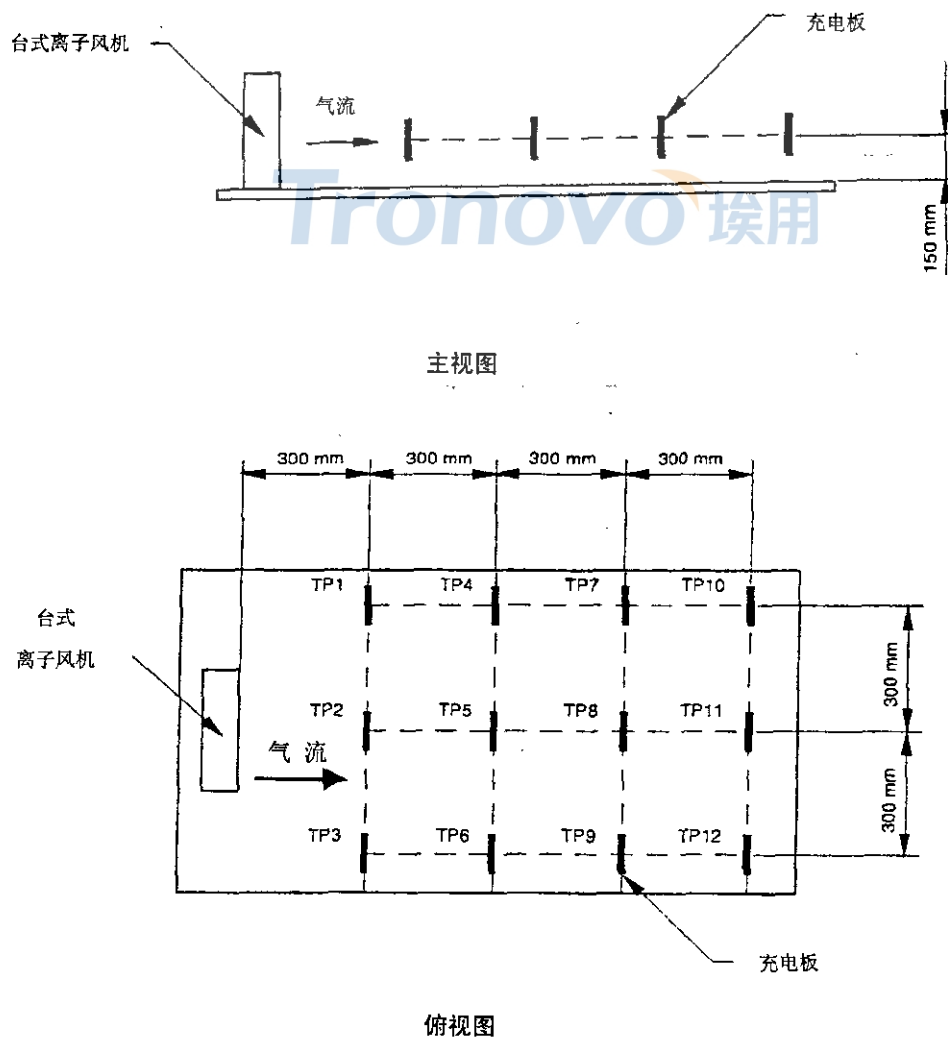 充电板
台式离子风机
气流
Tronovo 埃用
150 mm
主视图
300 mm 300 mm 300 mm 300 mm
TP1 TP4 TP7 TP10
台式
离子风机
300 mm
TP2 TP5 TP8 TP11
气 流
300 mm
TP3 TP6 TP9 TP12
充电板
俯视图